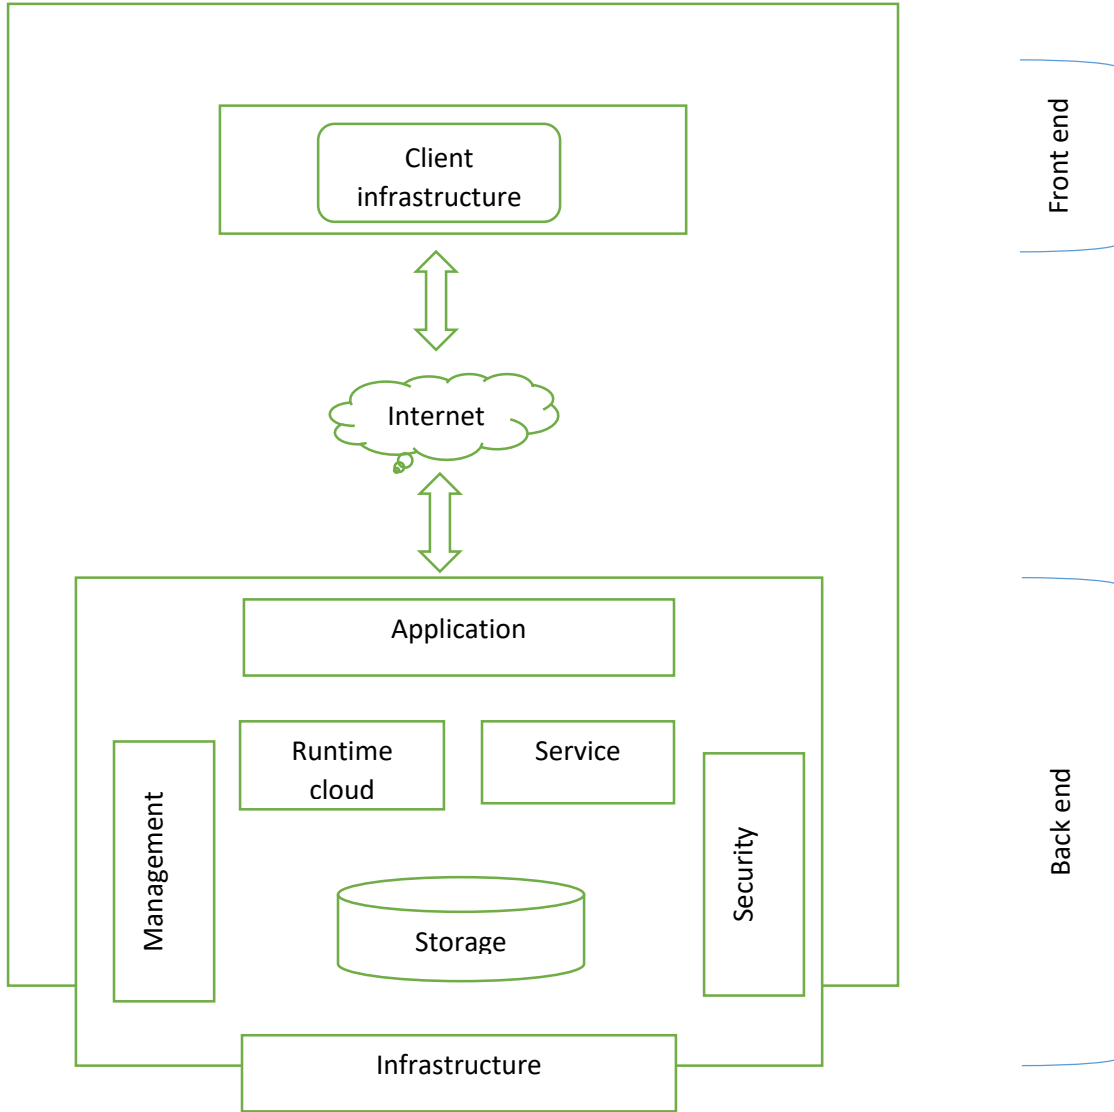 Client
infrastructure
Front end
Internet
Application
Runtime
cloud
Service
Management
Security
Back end
Storage
Infrastructure